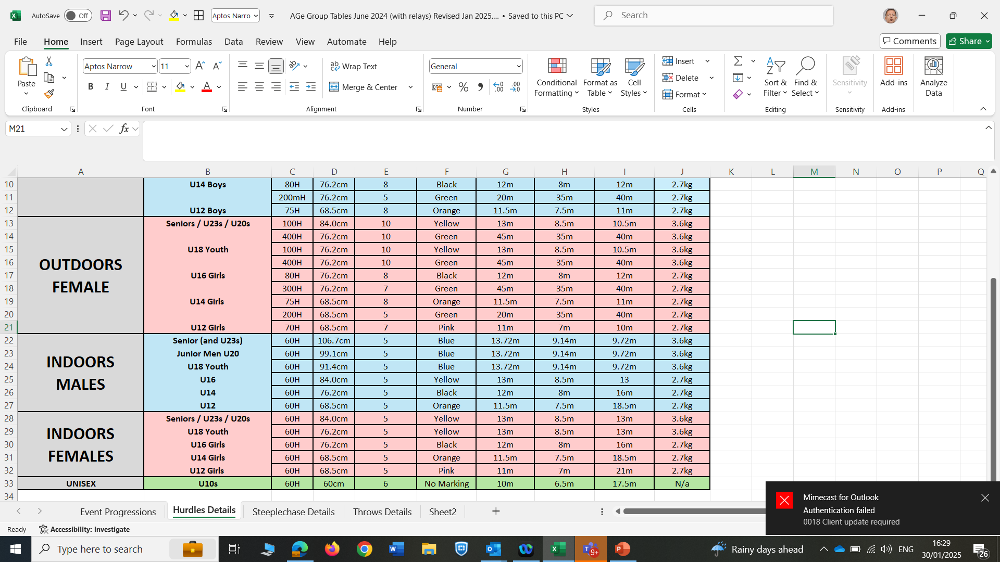 AutoSave Off Aptos Narro AGe Group Tables June 2024 (with relays) Revised Jan 2025.... • Saved to this PC Search
File Home Insert Page Layout Formulas Data Review View Automate Help Comments Share
Paste Aptos Narrow 11 A A ab Wrap Text General Conditional Formatting Format as Table Cell Styles Insert Sort & Filter Find & Select Sensitivity Add-ins Analyze Data
B I U A Merge & Center % Delete
Format
Clipboard Font Alignment Number Styles Cells Editing Sensitivity Add-ins
M21 fx
A B C D E F G H I J K L M N O P Q
10 U14 Boys 80H 76.2cm 8 Black 12m 8m 12m 2.7kg
11 200mH 76.2cm 5 Green 20m 35m 40m 2.7kg
12 U12 Boys 75H 68.5cm 8 Orange 11.5m 7.5m 11m 2.7kg
13 Seniors / U23s / U20s 100H 84.0cm 10 Yellow 13m 8.5m 10.5m 3.6kg
14 400H 76.2cm 10 Green 45m 35m 40m 3.6kg
15 U18 Youth 100H 76.2cm 10 Yellow 13m 8.5m 10.5m 3.6kg
16 OUTDOORS 400H 76.2cm 10 Green 45m 35m 40m 3.6kg
17 U16 Girls 80H 76.2cm 8 Black 12m 8m 12m 2.7kg
18 FEMALE 300H 76.2cm 7 Green 45m 35m 40m 2.7kg
19 U14 Girls 75H 68.5cm 8 Orange 11.5m 7.5m 11m 2.7kg
20 200H 68.5cm 5 Green 20m 35m 40m 2.7kg
21 U12 Girls 70H 68.5cm 7 Pink 11m 7m 10m 2.7kg
22 Senior (and U23s) 60H 106.7cm 5 Blue 13.72m 9.14m 9.72m 3.6kg
23 Junior Men U20 60H 99.1cm 5 Blue 13.72m 9.14m 9.72m 3.6kg
24 INDOORS U18 Youth 60H 91.4cm 5 Blue 13.72m 9.14m 9.72m 3.6kg
25 MALES U16 60H 84.0cm 5 Yellow 13m 8.5m 13 2.7kg
26 U14 60H 76.2cm 5 Black 12m 8m 16m 2.7kg
27 U12 60H 68.5cm 5 Orange 11.5m 7.5m 18.5m 2.7kg
28 Seniors / U23s / U20s 60H 84.0cm 5 Yellow 13m 8.5m 13m 3.6kg
29 INDOORS U18 Youth 60H 76.2cm 5 Yellow 13m 8.5m 13m 3.6kg
30 U16 Girls 60H 76.2cm 5 Black 12m 8m 16m 2.7kg
31 FEMALES U14 Girls 60H 68.5cm 5 Orange 11.5m 7.5m 18.5m 2.7kg
32 U12 Girls 60H 68.5cm 5 Pink 11m 7m 21m 2.7kg
33 UNISEX U10s 60H 60cm 6 No Marking 10m 6.5m 17.5m N/a
34
Event Progressions Hurdles Details Steeplechase Details Throws Details Sheet2
Mimecast for Outlook
Authentication failed
0018 Client update required
Ready Accessibility: Investigate
Type here to search 9+ Rainy days ahead ENG 16:29
30/01/2025 26